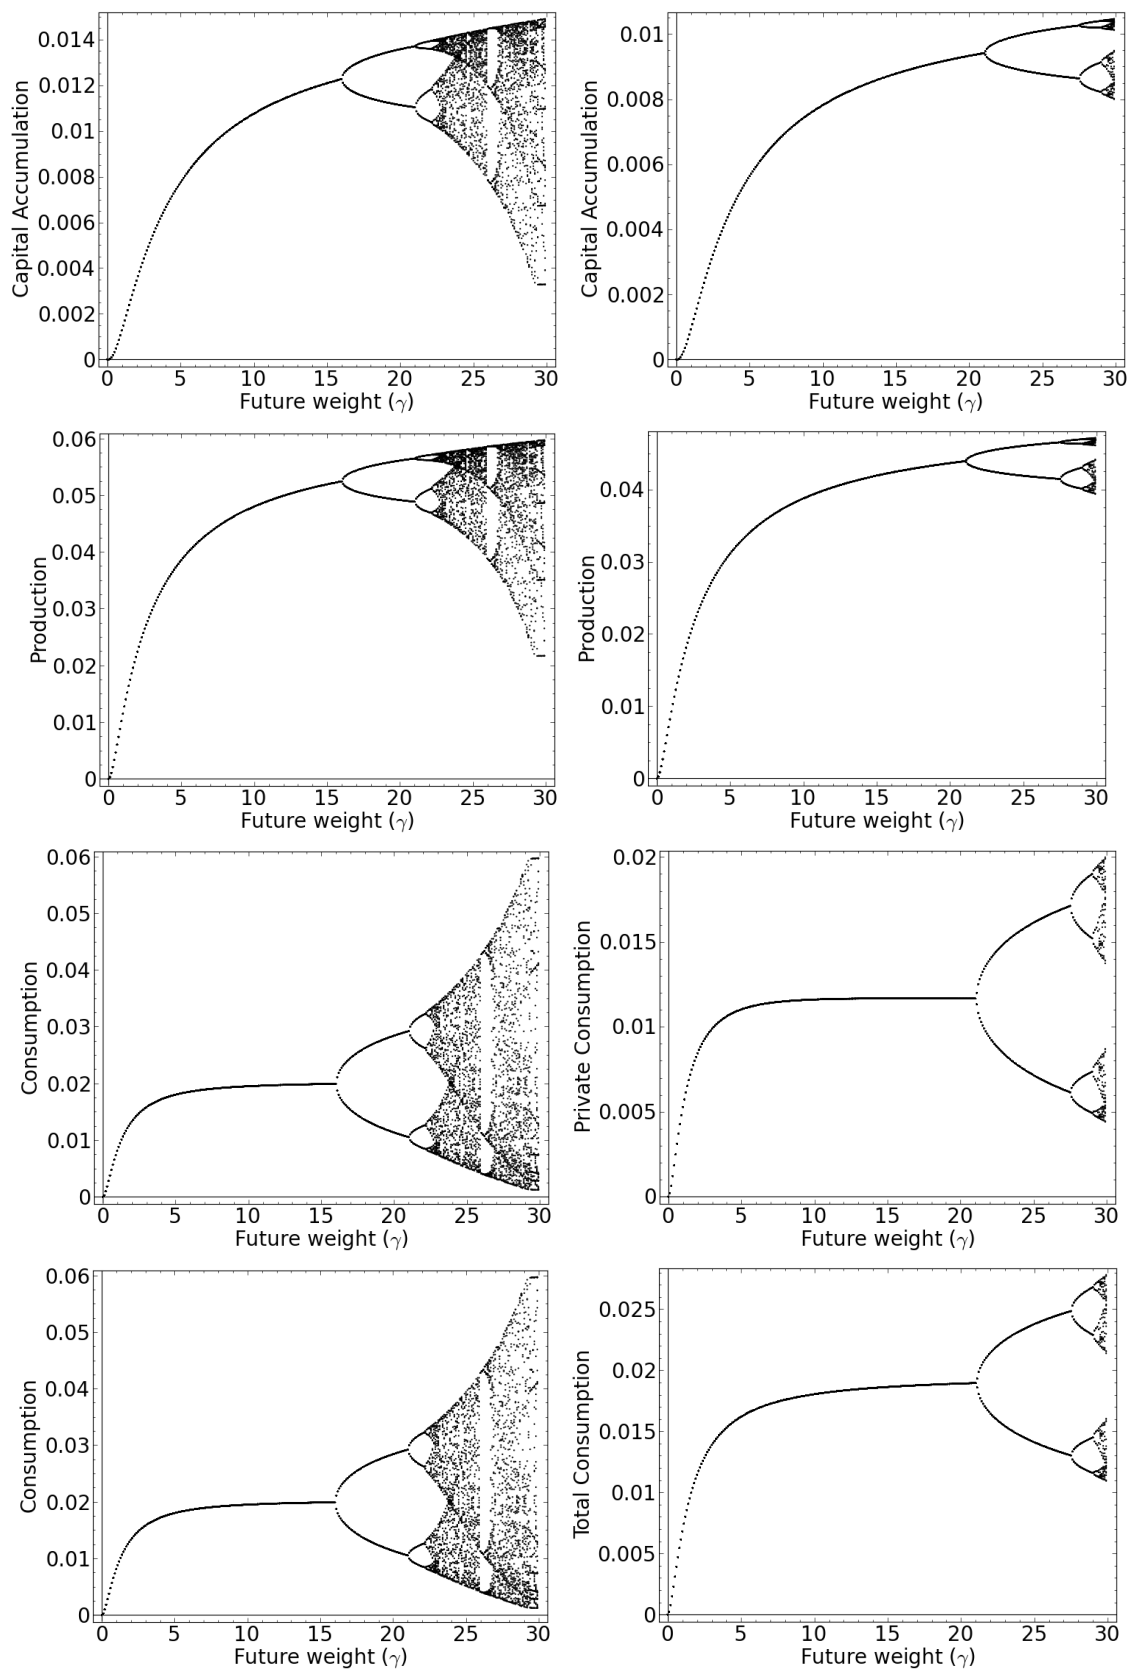 Capital Accumulation
0.014
0.012
0.01
0.008
0.006
0.004
0.002
0
0 5 10 15 20 25 30
Future weight (γ)
Capital Accumulation
0.01
0.008
0.006
0.004
0.002
0
0 5 10 15 20 25 30
Future weight (γ)
Production
0.06
0.05
0.04
0.03
0.02
0.01
0
0 5 10 15 20 25 30
Future weight (γ)
Production
0.04
0.03
0.02
0.01
0
0 5 10 15 20 25 30
Future weight (γ)
Consumption
0.06
0.05
0.04
0.03
0.02
0.01
0
0 5 10 15 20 25 30
Future weight (γ)
Private Consumption
0.02
0.015
0.01
0.005
0
0 5 10 15 20 25 30
Future weight (γ)
Consumption
0.06
0.05
0.04
0.03
0.02
0.01
0
0 5 10 15 20 25 30
Future weight (γ)
Total Consumption
0.025
0.02
0.015
0.01
0.005
0
0 5 10 15 20 25 30
Future weight (γ)